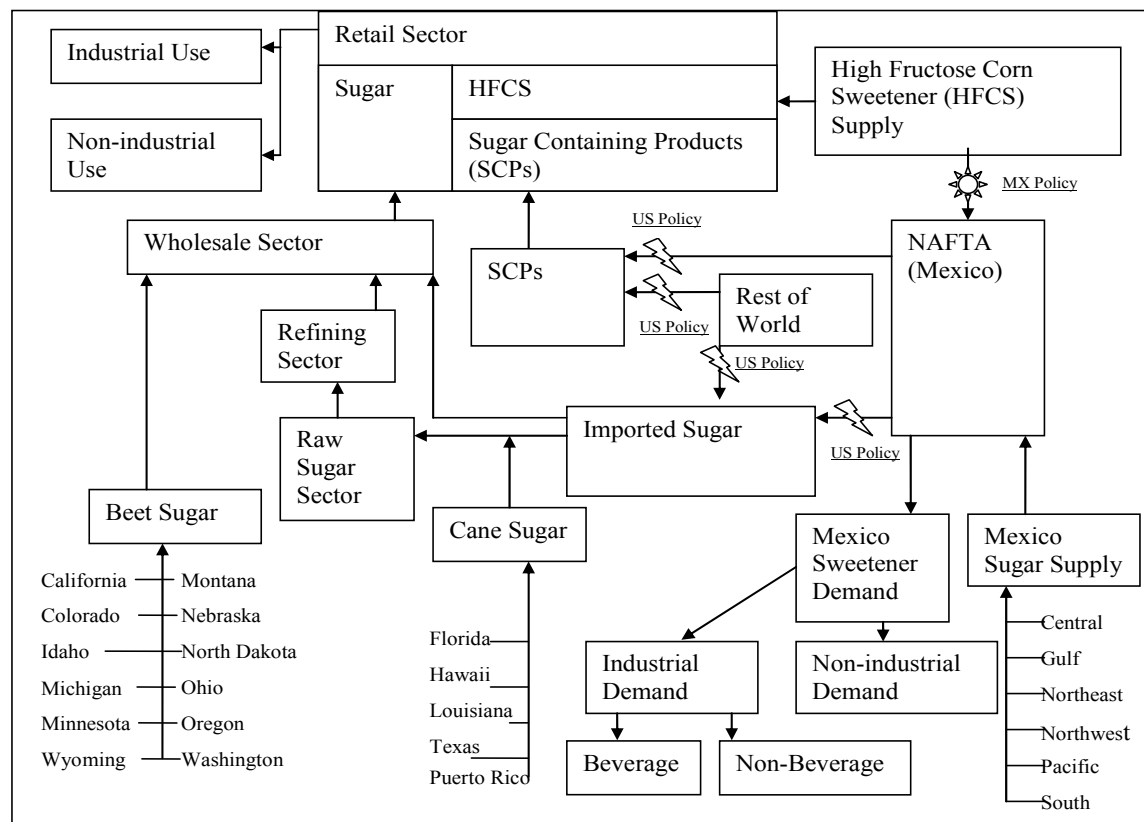 Industrial Use
Non-industrial
Use
Retail Sector
Sugar
HFCS
Sugar Containing Products
(SCPs)
High Fructose Corn
Sweetener (HFCS)
Supply
MX Policy
Wholesale Sector
SCPs
US Policy
NAFTA
(Mexico)
Rest of
World
US Policy
US Policy
Refining
Sector
Raw
Sugar
Sector
Imported Sugar
US Policy
Beet Sugar
Cane Sugar
Mexico
Sweetener
Demand
Mexico
Sugar Supply
California
Montana
Colorado
Nebraska
Idaho
North Dakota
Michigan
Ohio
Minnesota
Oregon
Wyoming
Washington
Florida
Hawaii
Louisiana
Texas
Puerto Rico
Industrial
Demand
Non-industrial
Demand
Beverage
Non-Beverage
Central
Gulf
Northeast
Northwest
Pacific
South